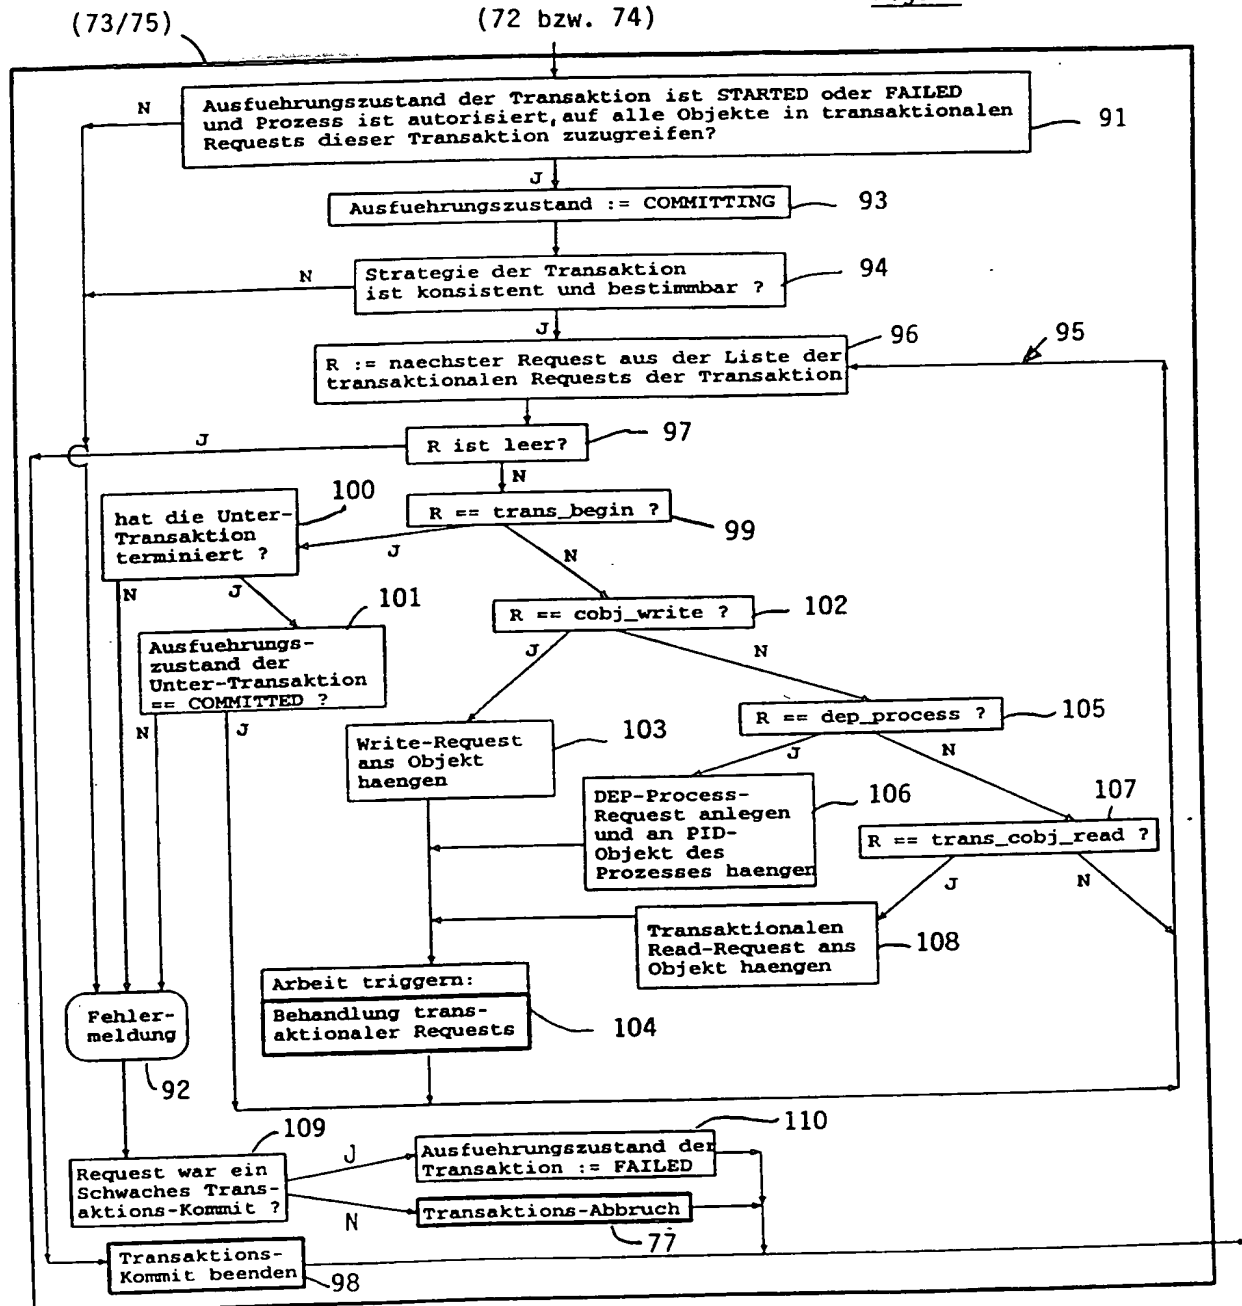 (73/75)
(72 bzw. 74)
N
Ausfuehrungszustand der Transaktion ist STARTED oder FAILED
und Prozess ist autorisiert, auf alle Objekte in transaktionalen
Requests dieser Transaktion zuzugreifen?
91
J
Ausfuehrungszustand := COMMITTING
93
N
Strategie der Transaktion
ist konsistent und bestimmbar ?
94
J
R := naechster Request aus der Liste der
transaktionalen Requests der Transaktion
96
95
J
R ist leer?
97
N
100
hat die Unter-
Transaktion
terminiert ?
R == trans_begin ?
99
J
N
N
J
101
R == cobj_write ?
102
Ausfuehrungs-
zustand der
Unter-Transaktion
== COMMITTED ?
J
N
R == dep_process ?
105
N
J
Write-Request
ans Objekt
haengen
103
J
N
DEP-Process-
Request anlegen
und an PID-
Objekt des
Prozesses haengen
106
107
R == trans_cobj_read ?
J
N
Transaktionalen
Read-Request ans
Objekt haengen
108
Arbeit triggern:
Behandlung trans-
aktionaler Requests
104
Fehler-
meldung
92
109
110
Request war ein
Schwaches Trans-
aktions-Kommit ?
J
Ausfuehrungszustand der
Transaktion := FAILED
N
Transaktions-Abbruch
77
Transaktions-
Kommit beenden
98